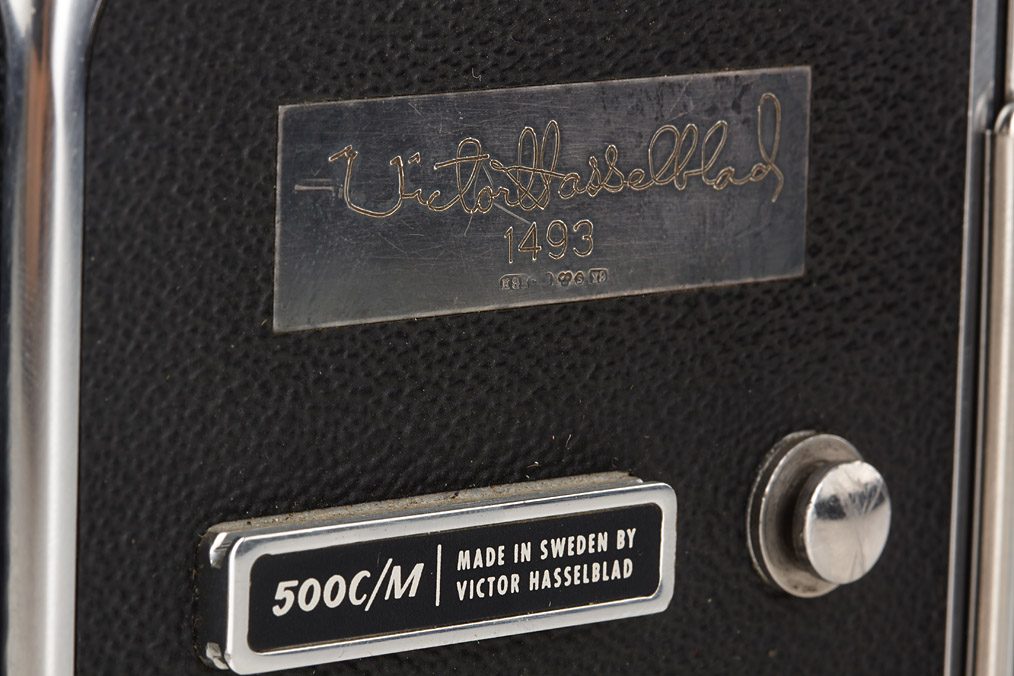 Victor Hasselblad
1493
500C/M
MADE IN SWEDEN BY
VICTOR HASSELBLAD